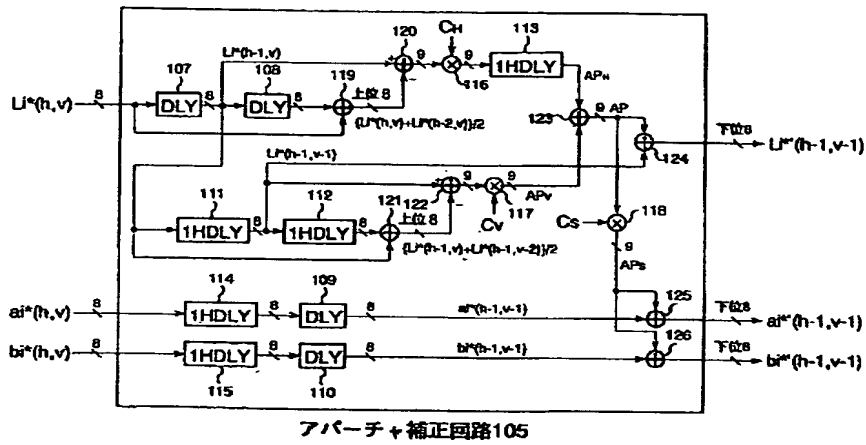 120
CH
113
Li*(h-1,v)
9
9
1HDLY
APH
107
108
119
116
上位8
Li*(h,v)
8
DLY
8
DLY
8
{Li*(h,v)+Li*(h-2,v)}/2
123
9
AP
下位8
Li*'(h-1,v-1)
124
Li*(h-1,v-1)
9
9
APV
111
112
121
122
上位8
117
118
1HDLY
8
1HDLY
8
CV
CS
{Li*(h-1,v)+Li*(h-1,v-2)}/2
9
APS
114
109
125
下位8
ai*(h,v)
8
1HDLY
8
DLY
8
ai*(h-1,v-1)
ai*'(h-1,v-1)
126
下位8
bi*(h,v)
8
1HDLY
8
DLY
8
bi*(h-1,v-1)
bi*'(h-1,v-1)
115
110
アパーチャ補正回路105